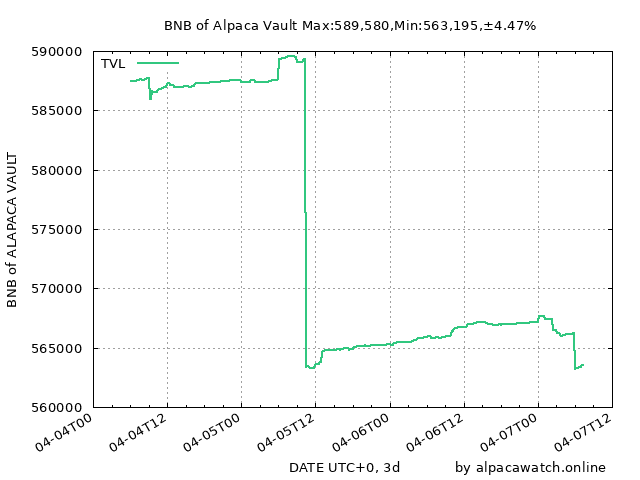 BNB of Alpaca Vault Max:589,580,Min:563,195,±4.47%
TVL
590000
585000
580000
575000
570000
565000
560000
BNB of ALAPACA VAULT
04-04T00
04-04T12
04-05T00
04-05T12
04-06T00
04-06T12
04-07T00
04-07T12
DATE UTC+0, 3d
by alpacawatch.online